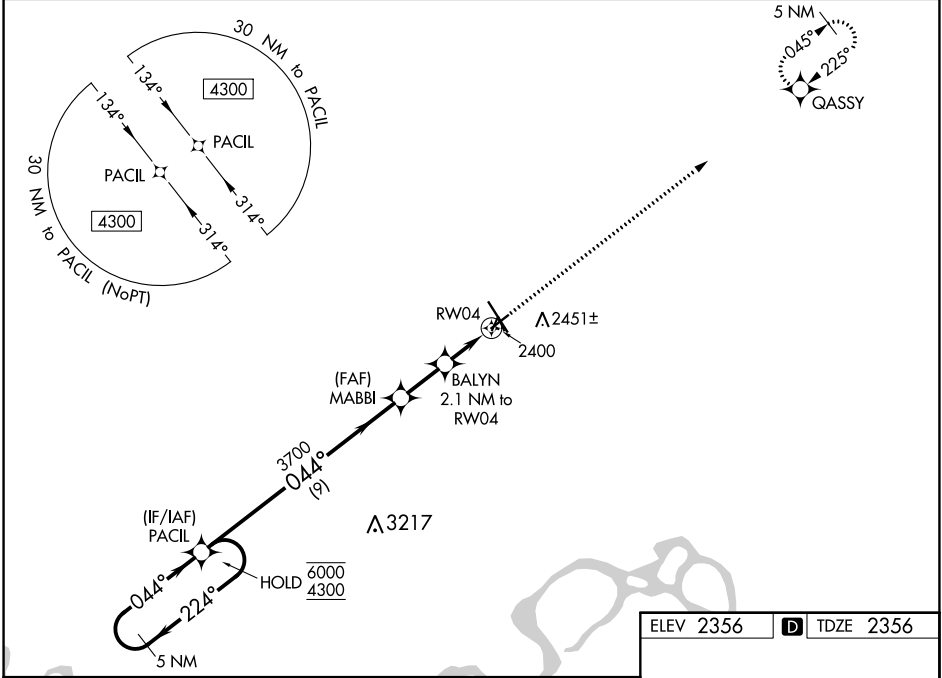 30 NM to PACIL
134°
4300
PACIL
314°
134°
PACIL
4300
314°
30 NM to PACIL (NoPT)
5 NM
045°
225°
QASSY
RW04
2451±
2400
(FAF)
MABBI
BALYN
2.1 NM to
RW04
3700
044°
(9)
(IF/IAF)
PACIL
3217
HOLD
6000
4300
044°
224°
5 NM
ELEV 2356 D TDZE 2356